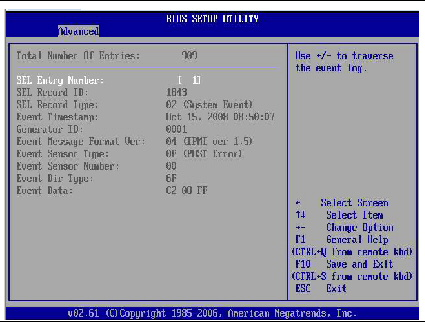 BIOS SETUP UTILITY
Advanced
Total Number Of Entries: 909
SEL Entry Number: [ 1]
SEL Record ID: 1843
SEL Record Type: 02 (System Event)
Event Timestamp: Oct 15, 2008 08:50:07
Generator ID: 0001
Event Message Format Ver: 04 (IPMI ver 1.5)
Event Sensor Type: 0F (POST Error)
Event Sensor Number: 00
Event Dir Type: 6F
Event Data: C2 00 FF
Use +/- to traverse
the event log.
← Select Screen
↑↓ Select Item
+- Change Option
F1 General Help
(CTRL+Q from remote kbd)
F10 Save and Exit
(CTRL+S from remote kbd)
ESC Exit
v02.61 (C)Copyright 1985 2006, American Megatrends, Inc.